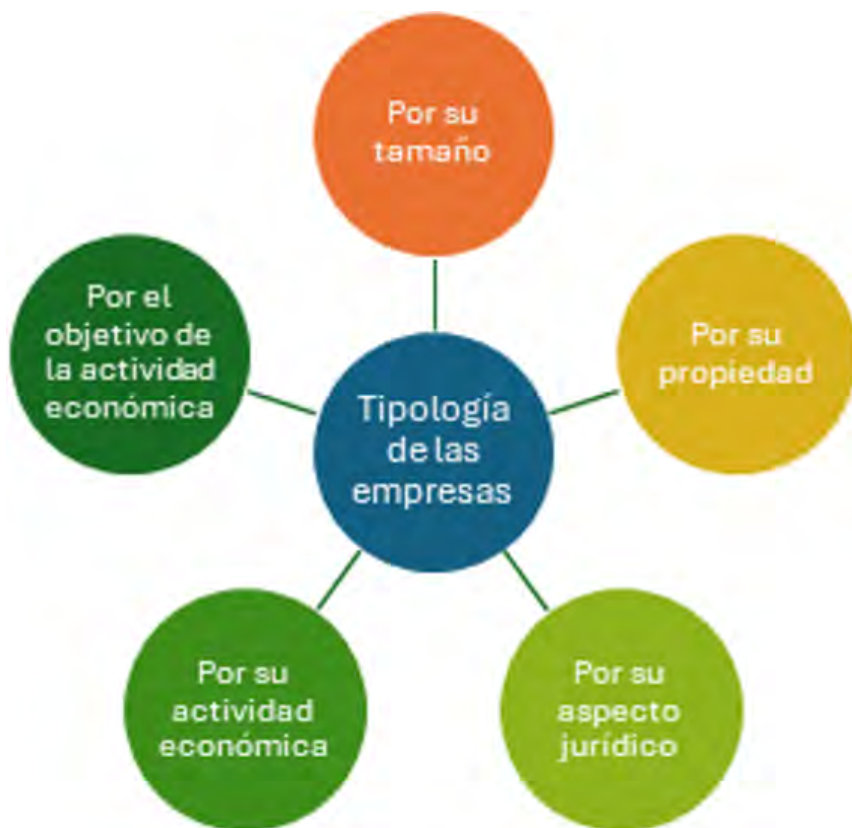 Por su
tamaño
Por el
objetivo de
la actividad
económica
Por su
propiedad
Tipología
de las
empresas
Por su
actividad
económica
Por su
aspecto
jurídico